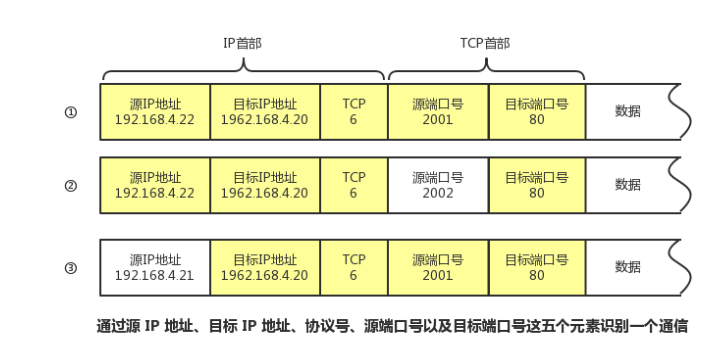 IP首部 TCP首部
① 源IP地址 目标IP地址 TCP 源端口号 目标端口号 数据
192.168.4.22 1962.168.4.20 6 2001 80
② 源IP地址 目标IP地址 TCP 源端口号 目标端口号 数据
192.168.4.22 1962.168.4.20 6 2002 80
③ 源IP地址 目标IP地址 TCP 源端口号 目标端口号 数据
192.168.4.21 1962.168.4.20 6 2001 80
通过源 IP 地址、目标 IP 地址、协议号、源端口号以及目标端口号这五个元素识别一个通信